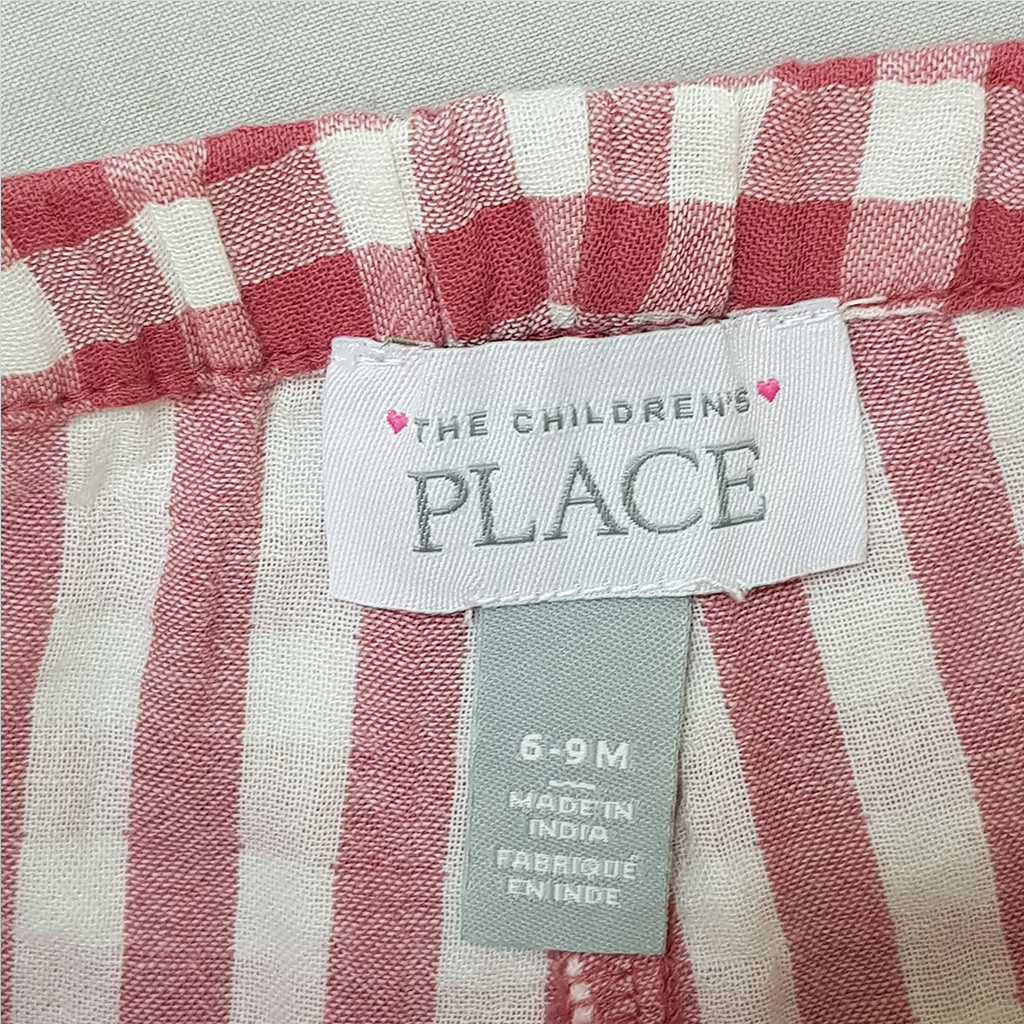 THE CHILDREN'S
PLACE
6-9M
MADE IN
INDIA
FABRIQUÉ
EN INDE